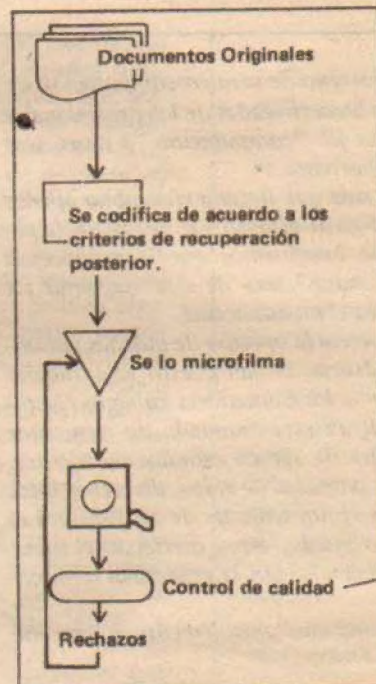 Documentos Originales
Se codifica de acuerdo a los
criterios de recuperación
posterior.
Se lo microfilma
Control de calidad
Rechazos